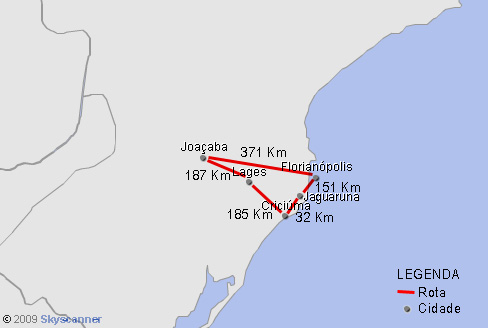 Joaçaba
371 Km
Florianópolis
187 Km
Lages
151 Km
Jaguaruna
Criciúma
185 Km
32 Km
LEGENDA
Rota
Cidade
© 2009 Skyscanner